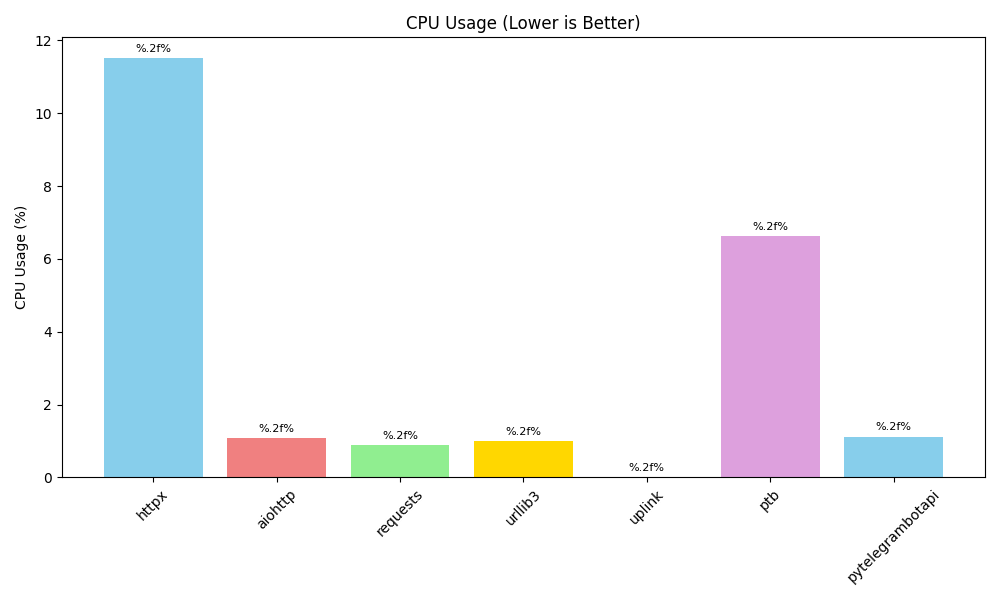 CPU Usage (Lower is Better)
CPU Usage (%)
12
10
8
6
4
2
0
%.2f%
%.2f%
%.2f%
%.2f%
%.2f%
%.2f%
%.2f%
httpx
aiohttp
requests
urllib3
uplink
ptb
pytelegrambotapi